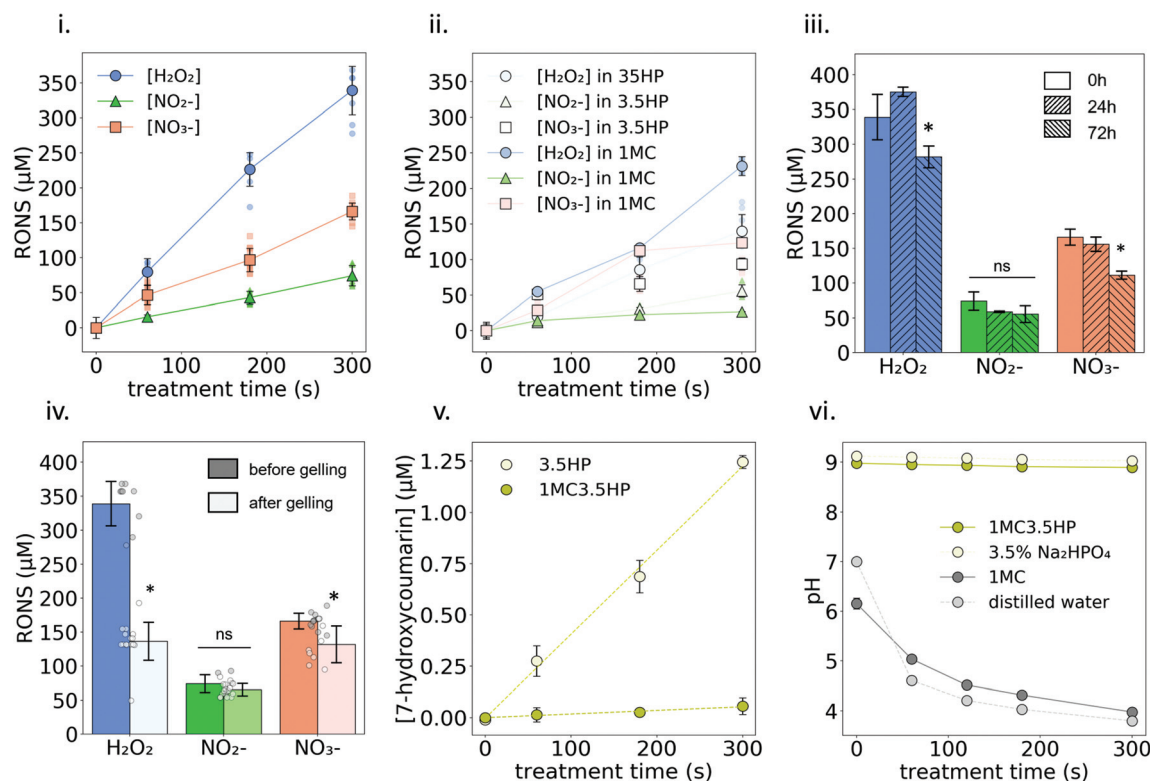 i.
RONS (µM)
350
300
250
200
150
100
50
0
[H₂O₂]
[NO₂-]
[NO₃-]
0 100 200 300
treatment time (s)
ii.
RONS (µM)
350
300
250
200
150
100
50
0
[H₂O₂] in 35HP
[NO₂-] in 3.5HP
[NO₃-] in 3.5HP
[H₂O₂] in 1MC
[NO₂-] in 1MC
[NO₃-] in 1MC
0 100 200 300
treatment time (s)
iii.
RONS (µM)
400
350
300
250
200
150
100
50
0
0h
24h
72h
*
ns
*
H₂O₂ NO₂- NO₃-
iv.
RONS (µM)
400
350
300
250
200
150
100
50
0
before gelling
after gelling
*
ns
*
H₂O₂ NO₂- NO₃-
v.
[7-hydroxycoumarin] (µM)
1.25
1.00
0.75
0.50
0.25
0.00
3.5HP
1MC3.5HP
0 100 200 300
treatment time (s)
vi.
pH
9
8
7
6
5
4
1MC3.5HP
3.5% Na₂HPO₄
1MC
distilled water
0 100 200 300
treatment time (s)